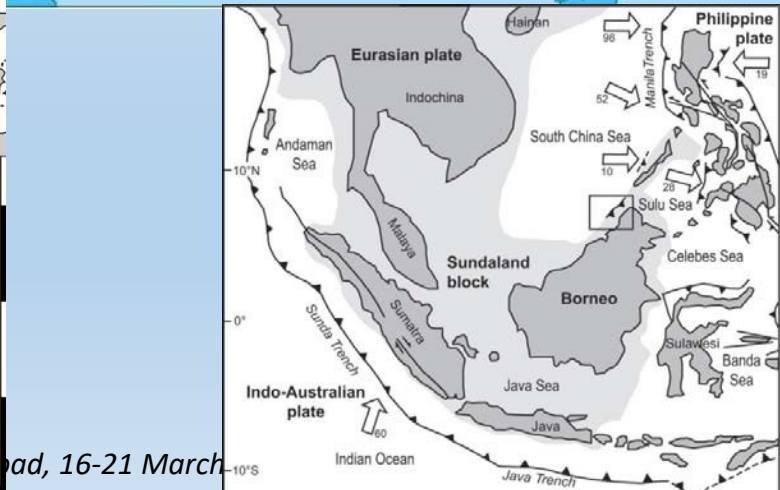 Hainan
Philippine
plate
98
Manila Trench
19
Eurasian plate
Indochina
52
Andaman
Sea
South China Sea
10°N
10
28
Sulu Sea
Malaya
Celebes Sea
Sundaland
block
Borneo
Sumatra
0°
Sunda Trench
Sulawesi
Banda
Sea
Java Sea
Indo-Australian
plate
60
Java
Indian Ocean
Java Trench
10°S
16-21 March